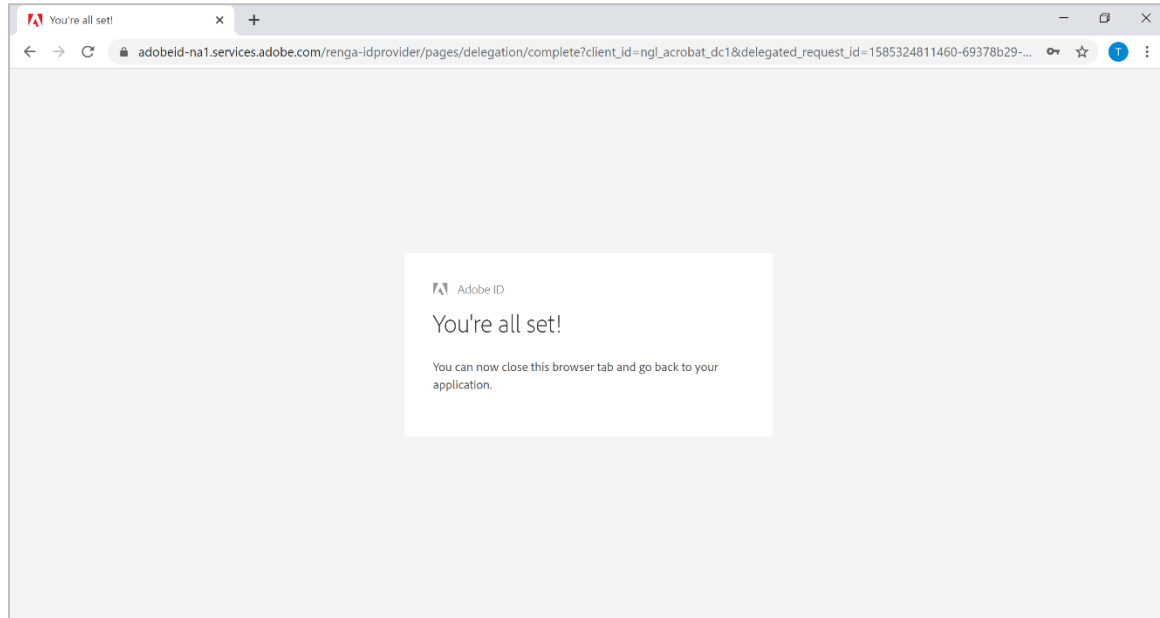 You're all set!
adobeid-na1.services.adobe.com/renga-idprovider/pages/delegation/complete?client_id=ngl_acrobat_dc1&delegated_request_id=1585324811460-69378b29-...
T
Adobe ID
You're all set!
You can now close this browser tab and go back to your
application.